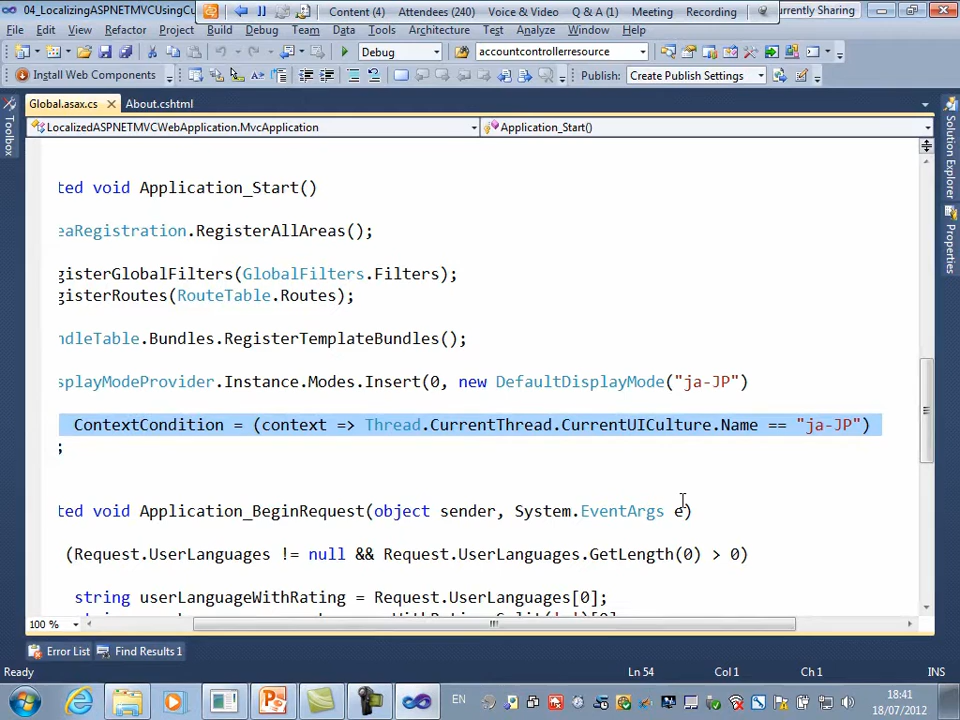 04_LocalizingASPNETMVCUsingCu
Content (4) Attendees (240) Voice & Video Q & A (1) Meeting Recording
urrently Sharing
File Edit View Refactor Project Build Debug Team Data Tools Architecture Test Analyze Window Help
Debug accountcontrollerresource
Install Web Components Publish: Create Publish Settings
Toolbox
Global.asax.cs About.cshtml
LocalizedASPNETMVCWebApplication.MvcApplication Application_Start()
ted void Application_Start()
eaRegistration.RegisterAllAreas();
gisterGlobalFilters(GlobalFilters.Filters);
gisterRoutes(RouteTable.Routes);
ndleTable.Bundles.RegisterTemplateBundles();
splayModeProvider.Instance.Modes.Insert(0, new DefaultDisplayMode("ja-JP")
ContextCondition = (context => Thread.CurrentThread.CurrentUICulture.Name == "ja-JP")
;
ted void Application_BeginRequest(object sender, System.EventArgs e)
(Request.UserLanguages != null && Request.UserLanguages.GetLength(0) > 0)
string userLanguageWithRating = Request.UserLanguages[0];
Solution Explorer
Properties
100 %
Error List Find Results 1
Ready Ln 54 Col 1 Ch 1 INS
EN
18:41
18/07/2012